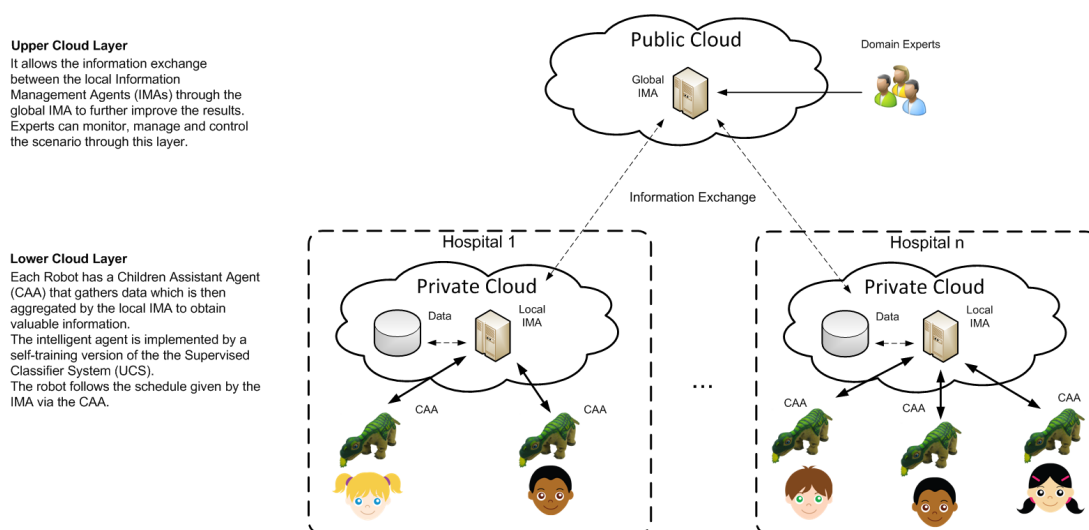 Upper Cloud Layer
It allows the information exchange
between the local Information
Management Agents (IMAs) through the
global IMA to further improve the results.
Experts can monitor, manage and control
the scenario through this layer.
Public Cloud
Global
IMA
Domain Experts
Information Exchange
Lower Cloud Layer
Each Robot has a Children Assistant Agent
(CAA) that gathers data which is then
aggregated by the local IMA to obtain
valuable information.
The intelligent agent is implemented by a
self-training version of the the Supervised
Classifier System (UCS).
The robot follows the schedule given by the
IMA via the CAA.
Hospital 1
Private Cloud
Data
Local
IMA
CAA
CAA
...
Hospital n
Private Cloud
Data
Local
IMA
CAA
CAA
CAA